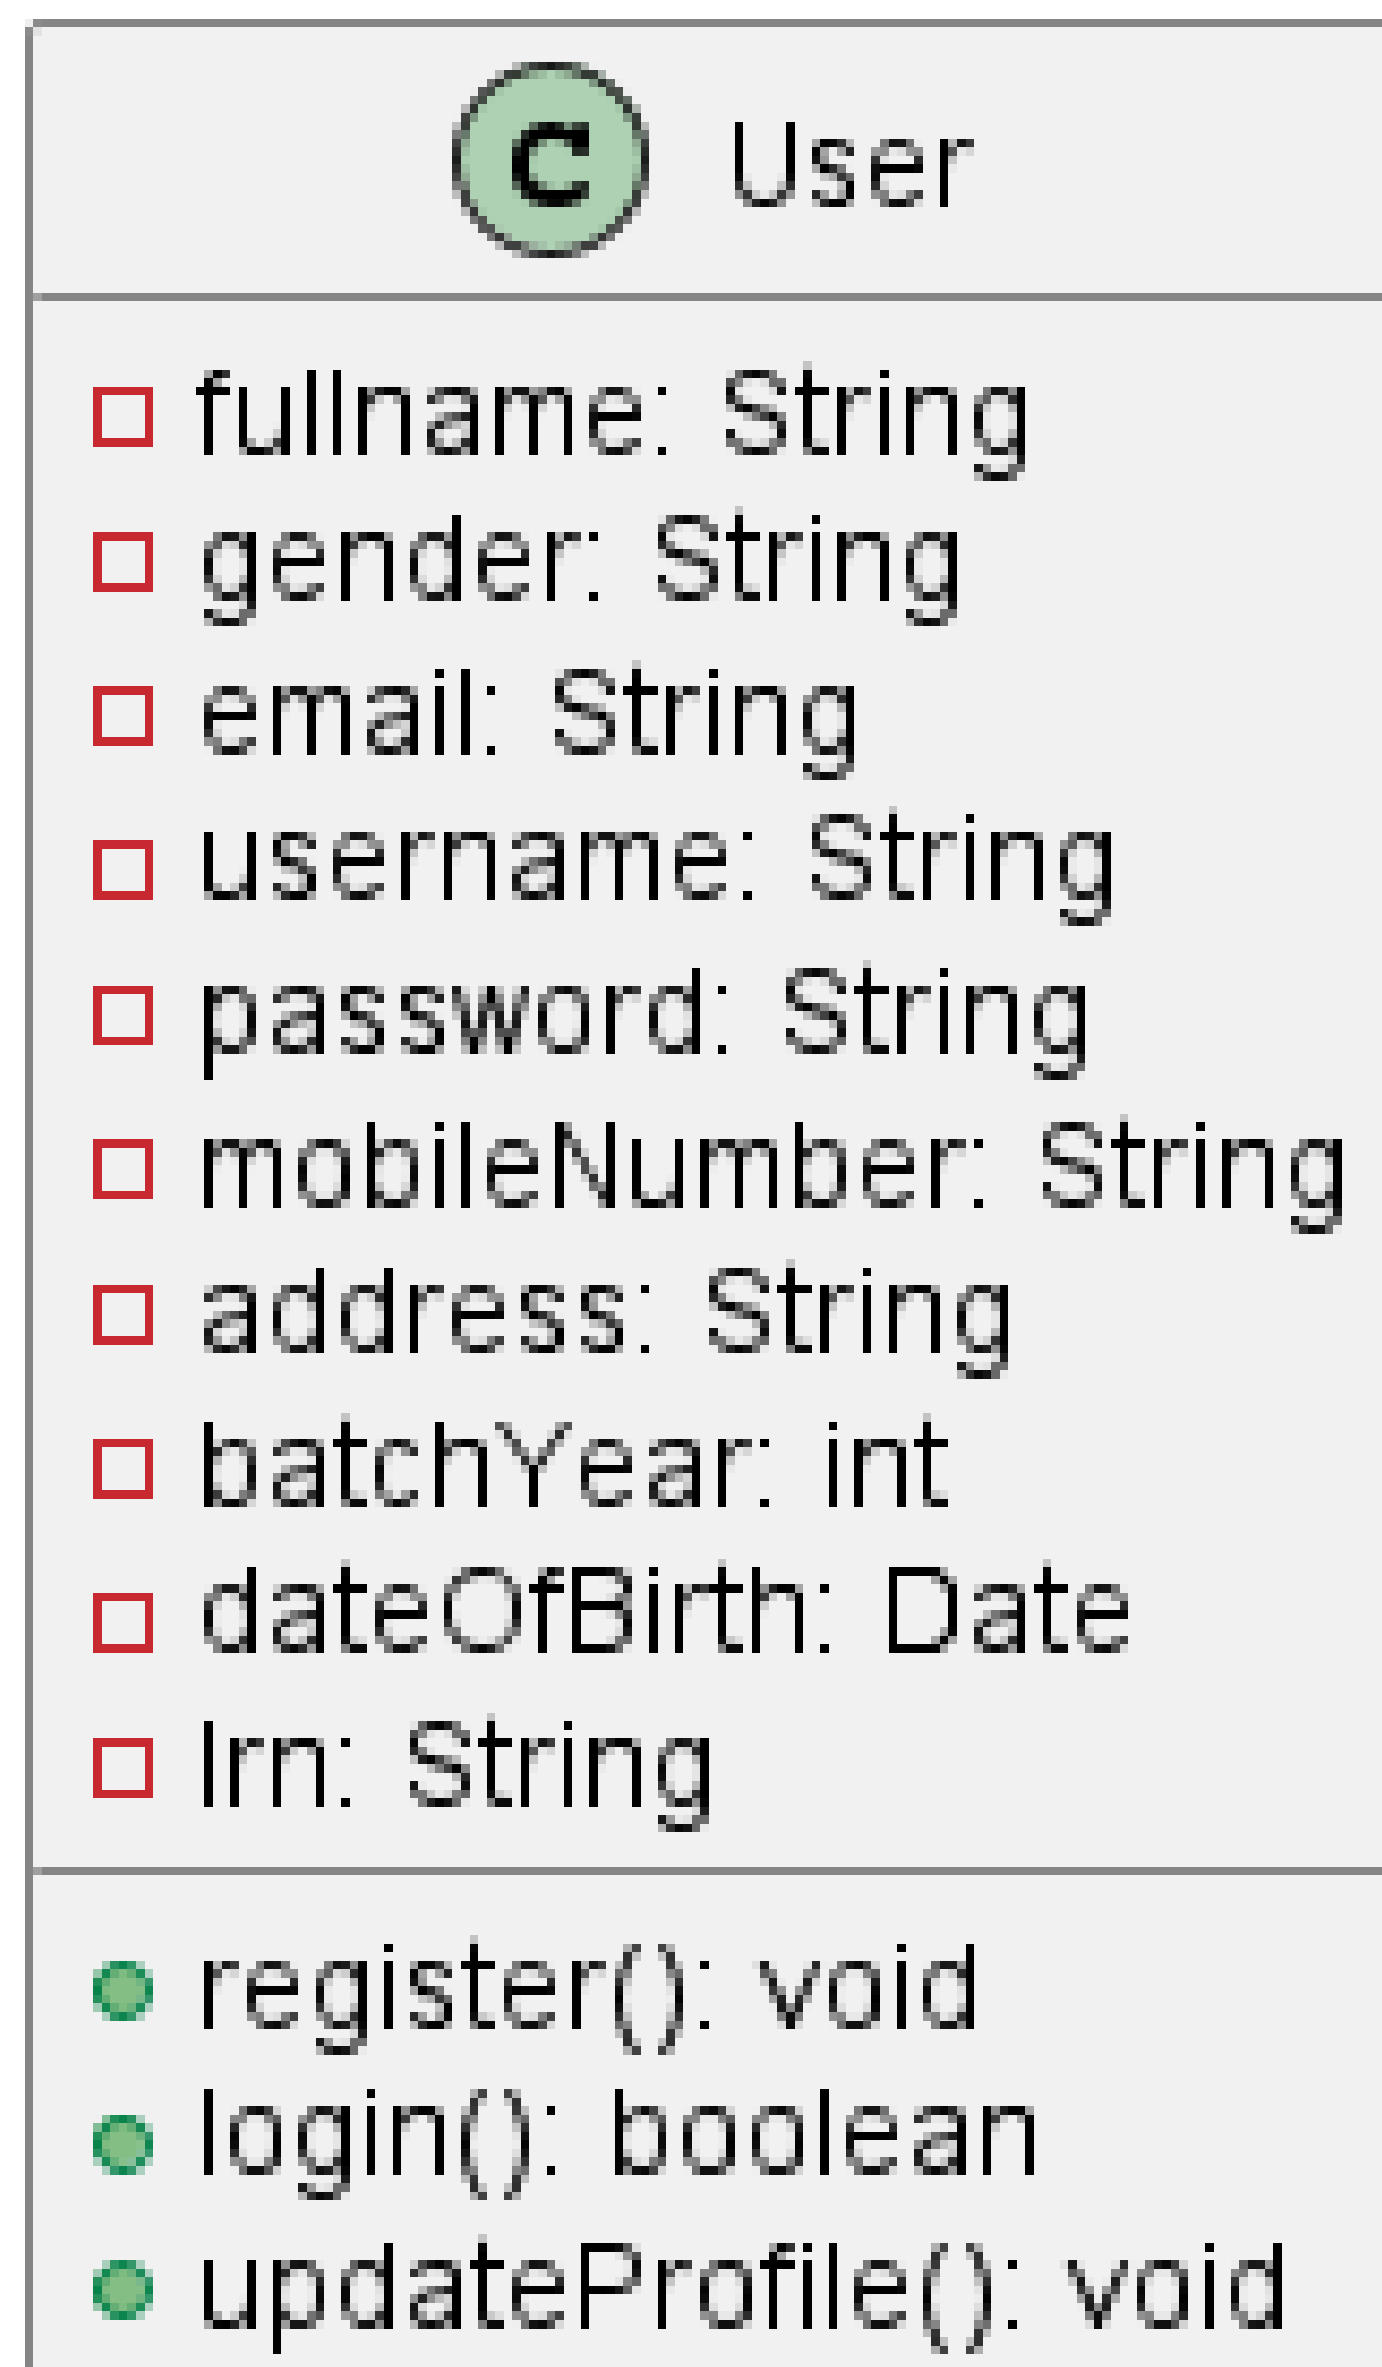 C User
fullname: String
gender: String
email: String
username: String
password: String
mobileNumber: String
address: String
batchYear: int
dateOfBirth: Date
lrn: String
register(): void
login(): boolean
updateProfile(): void